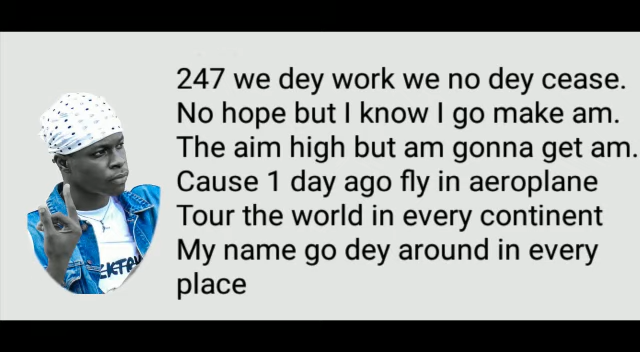 247 we dey work we no dey cease.
No hope but I know I go make am.
The aim high but am gonna get am.
Cause 1 day ago fly in aeroplane
Tour the world in every continent
My name go dey around in every
place